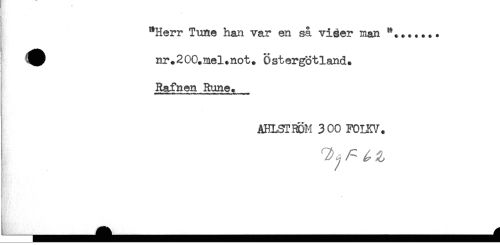 "Herr Tune han var en så vider man ".......
nr.200.mel.not. Östergötland.
Rafnen Rune.
AHLSTRÖM 300 FOLKV.
DgF 62